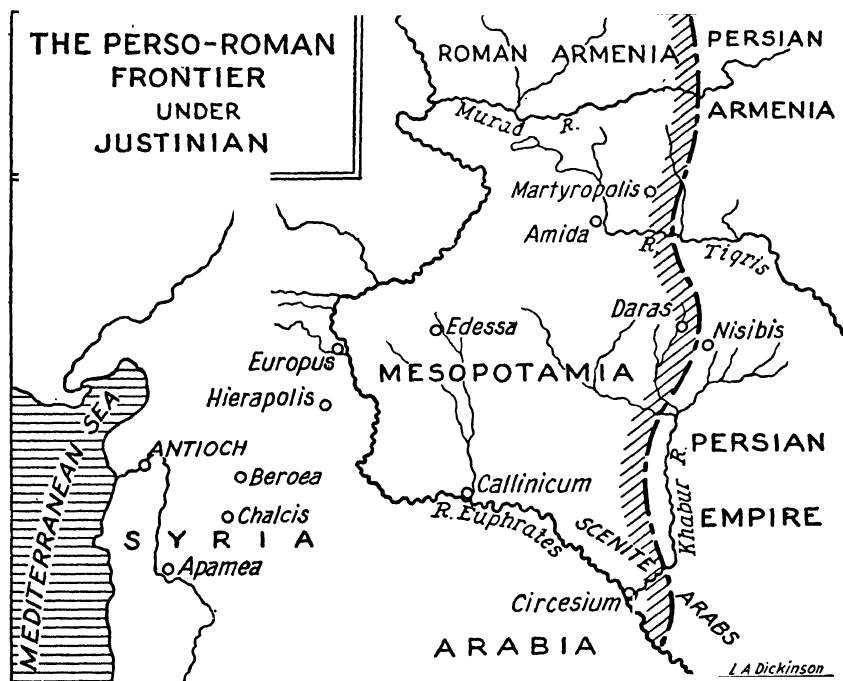 THE PERSO-ROMAN
FRONTIER
UNDER
JUSTINIAN
ROMAN ARMENIA
PERSIAN
ARMENIA
Murad R.
Martyropolis
Amida
R. Tigris
Daras
Nisibis
Edessa
Europus
MESOPOTAMIA
Hierapolis
MEDITERRANEAN SEA
ANTIOCH
Beroea
Chalcis
SYRIA
Apamea
Callinicum
R. Euphrates
PERSIAN
EMPIRE
Khabur R.
SCENITE ARABS
Circesium
ARABIA
L A Dickinson